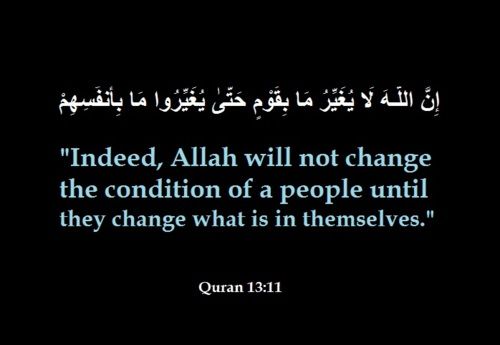 إِنَّ اللَّـهَ لَا يُغَيِّرُ مَا بِقَوْمٍ حَتَّىٰ يُغَيِّرُوا مَا بِأَنفَسِهِمْ
"Indeed, Allah will not change
the condition of a people until
they change what is in themselves."
Quran 13:11